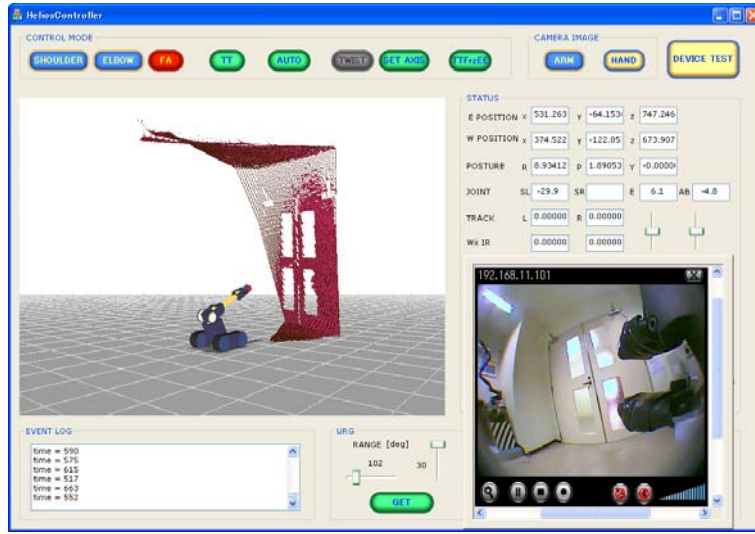 HeliosController
CONTROL MODE
SHOULDER ELBOW FA TT AUTO TWIST SET AXIS TTFrzEE
CAMERA IMAGE
ARM HAND
DEVICE TEST
STATUS
E POSITION x 531.263 y -64.153 z 747.246
W POSITION x 374.522 y -122.05 z 673.907
POSTURE R 8.93412 P 1.89053 Y -0.0000
JOINT SL -29.9 SR E 6.1 AB -4.8
TRACK L 0.00000 R 0.00000
Wii IR 0.00000 0.00000
192.168.11.101
EVENT LOG
time = 590
time = 575
time = 615
time = 517
time = 663
time = 552
URG
RANGE [deg]
102 30
GET